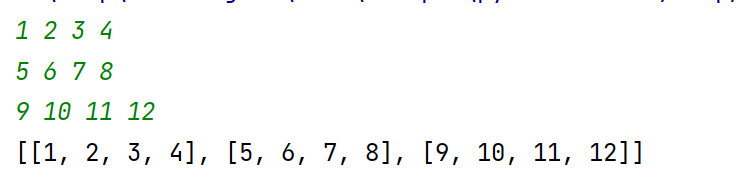 1 2 3 4
5 6 7 8
9 10 11 12
[[1, 2, 3, 4], [5, 6, 7, 8], [9, 10, 11, 12]]